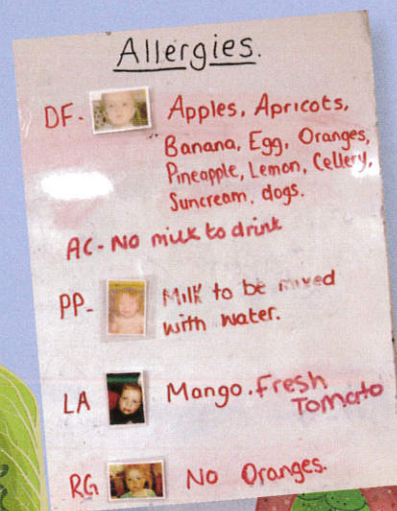 Allergies.
DF- Apples, Apricots,
Banana, Egg, Oranges,
Pineapple, Lemon, Cellery,
Suncream, dogs.
AC-No milk to drink
PP- Milk to be mixed
with water.
LA Mango. Fresh
Tomato
RG No Oranges.